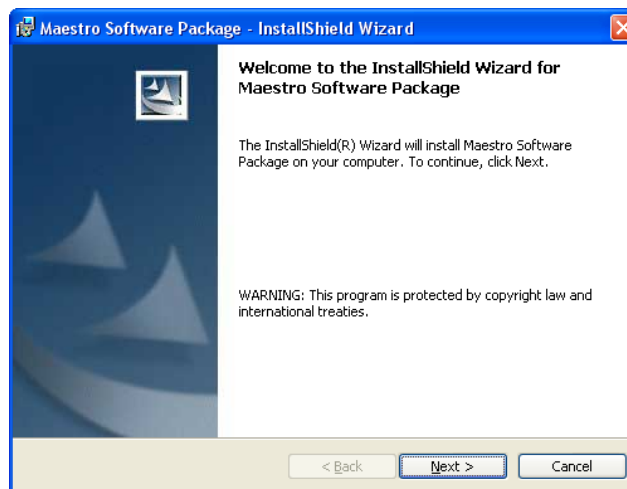 Maestro Software Package - InstallShield Wizard
Welcome to the InstallShield Wizard for
Maestro Software Package
The InstallShield(R) Wizard will install Maestro Software
Package on your computer. To continue, click Next.
WARNING: This program is protected by copyright law and
international treaties.
< Back Next > Cancel